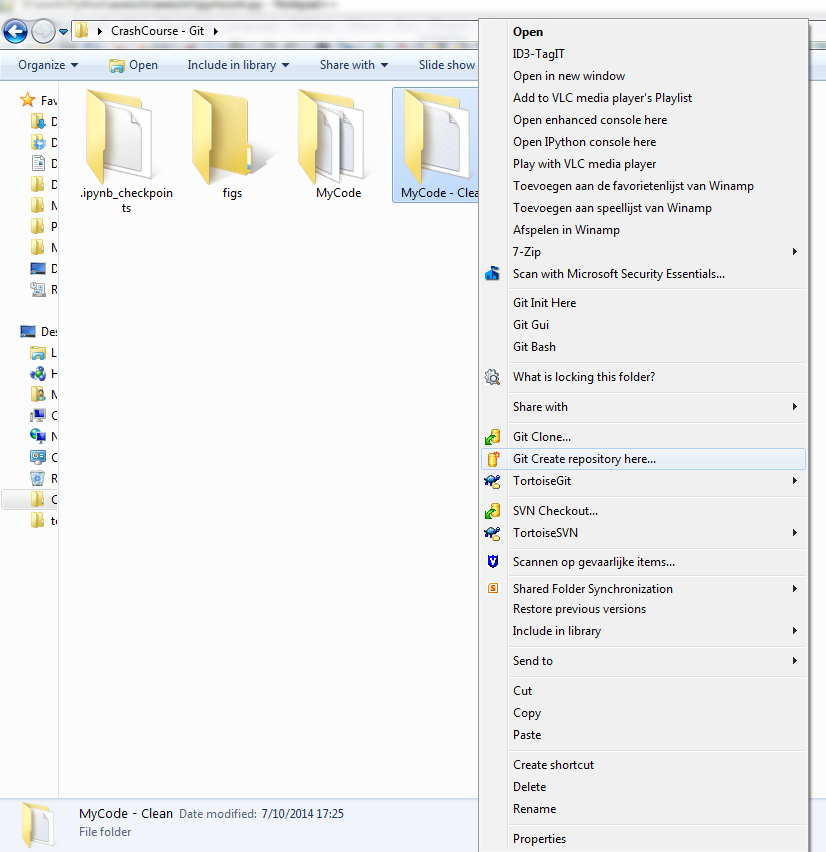 CrashCourse - Git
Organize
Open
Include in library
Share with
Slide show
Fav
D
D
D
D
M
P
M
D
R
Des
L
H
M
C
N
C
R
C
te
.ipynb_checkpoin
ts
figs
MyCode
MyCode - Clea
Open
ID3-TagIT
Open in new window
Add to VLC media player's Playlist
Open enhanced console here
Open IPython console here
Play with VLC media player
Toevoegen aan de favorietenlijst van Winamp
Toevoegen aan speellijst van Winamp
Afspelen in Winamp
7-Zip
Scan with Microsoft Security Essentials...
Git Init Here
Git Gui
Git Bash
What is locking this folder?
Share with
Git Clone...
Git Create repository here...
TortoiseGit
SVN Checkout...
TortoiseSVN
Scannen op gevaarlijke items...
Shared Folder Synchronization
Restore previous versions
Include in library
Send to
Cut
Copy
Paste
Create shortcut
Delete
Rename
Properties
MyCode - Clean Date modified: 7/10/2014 17:25
File folder